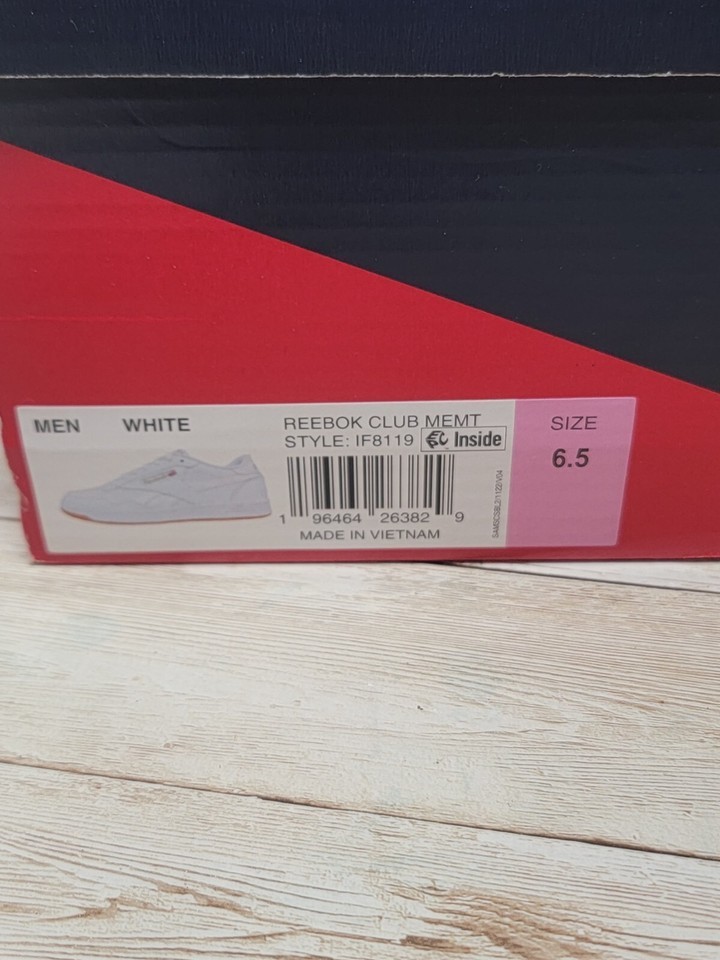 MEN WHITE
REEBOK CLUB MEMT
STYLE: IF8119 Inside
1 96464 26382 9
MADE IN VIETNAM
SIZE
6.5